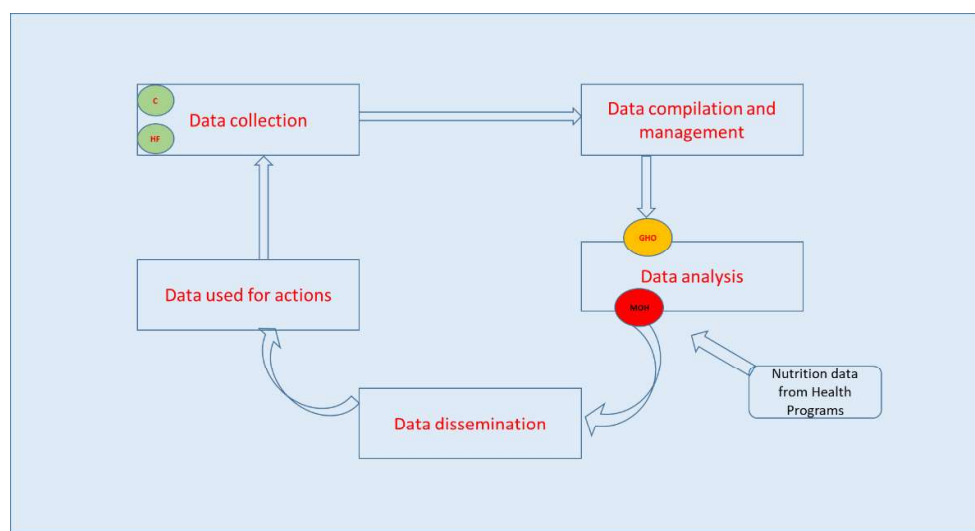 C
HF
Data collection
Data compilation and
management
GHO
Data analysis
MOH
Data used for actions
Nutrition data
from Health
Programs
Data dissemination